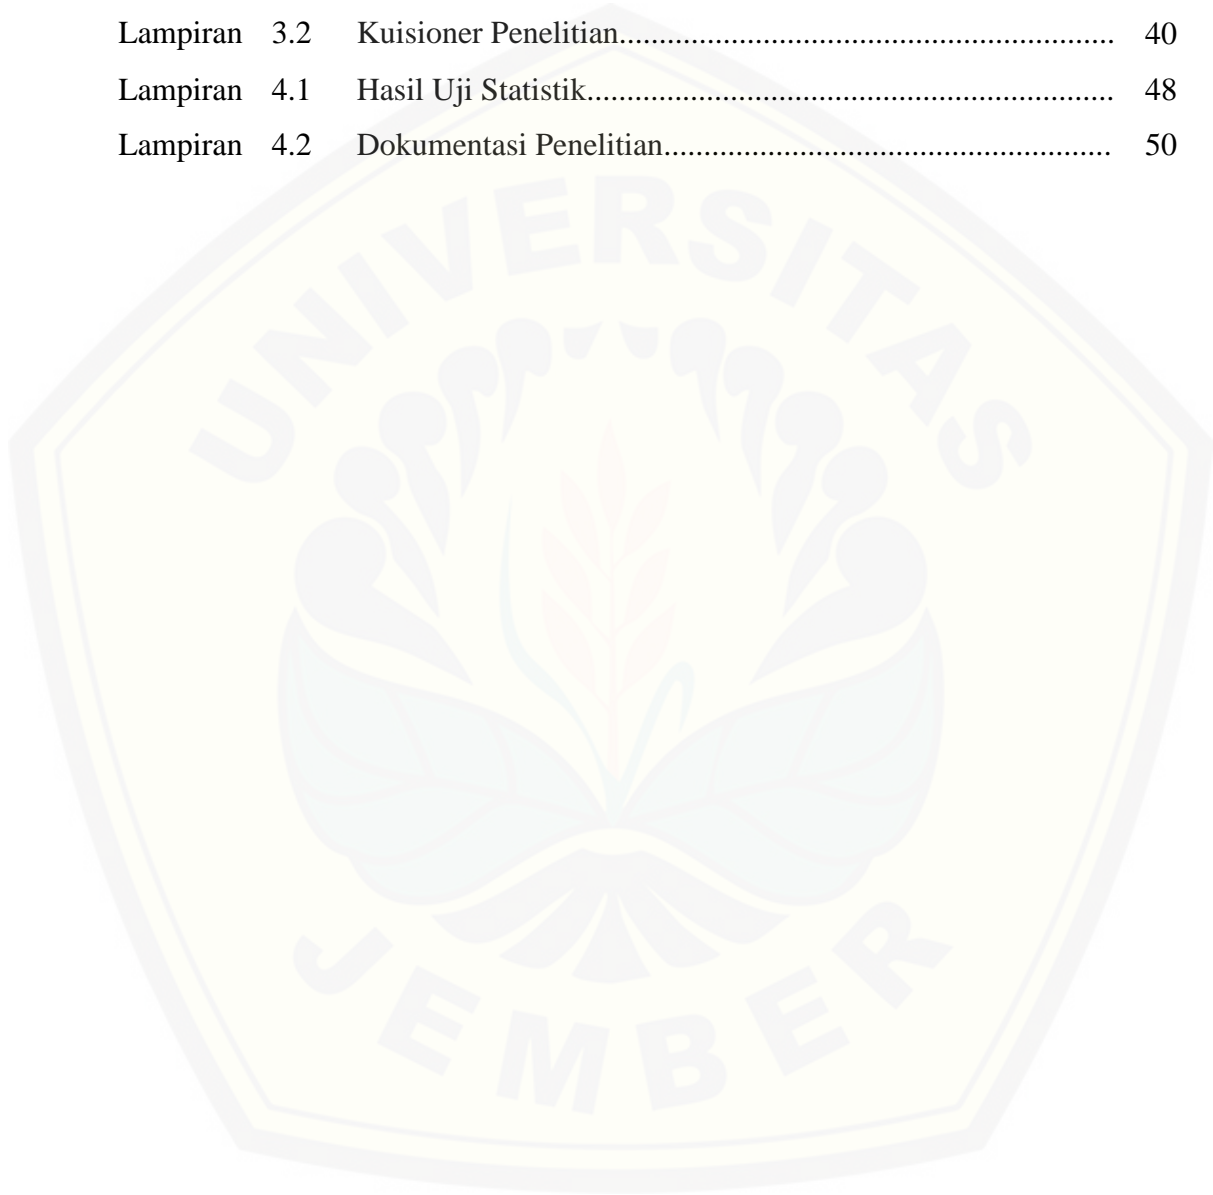 Lampiran 3.2 Kuisioner Penelitian.............................................................. 40
Lampiran 4.1 Hasil Uji Statistik.................................................................. 48
Lampiran 4.2 Dokumentasi Penelitian........................................................ 50
UNIVERSITAS
JEMBER